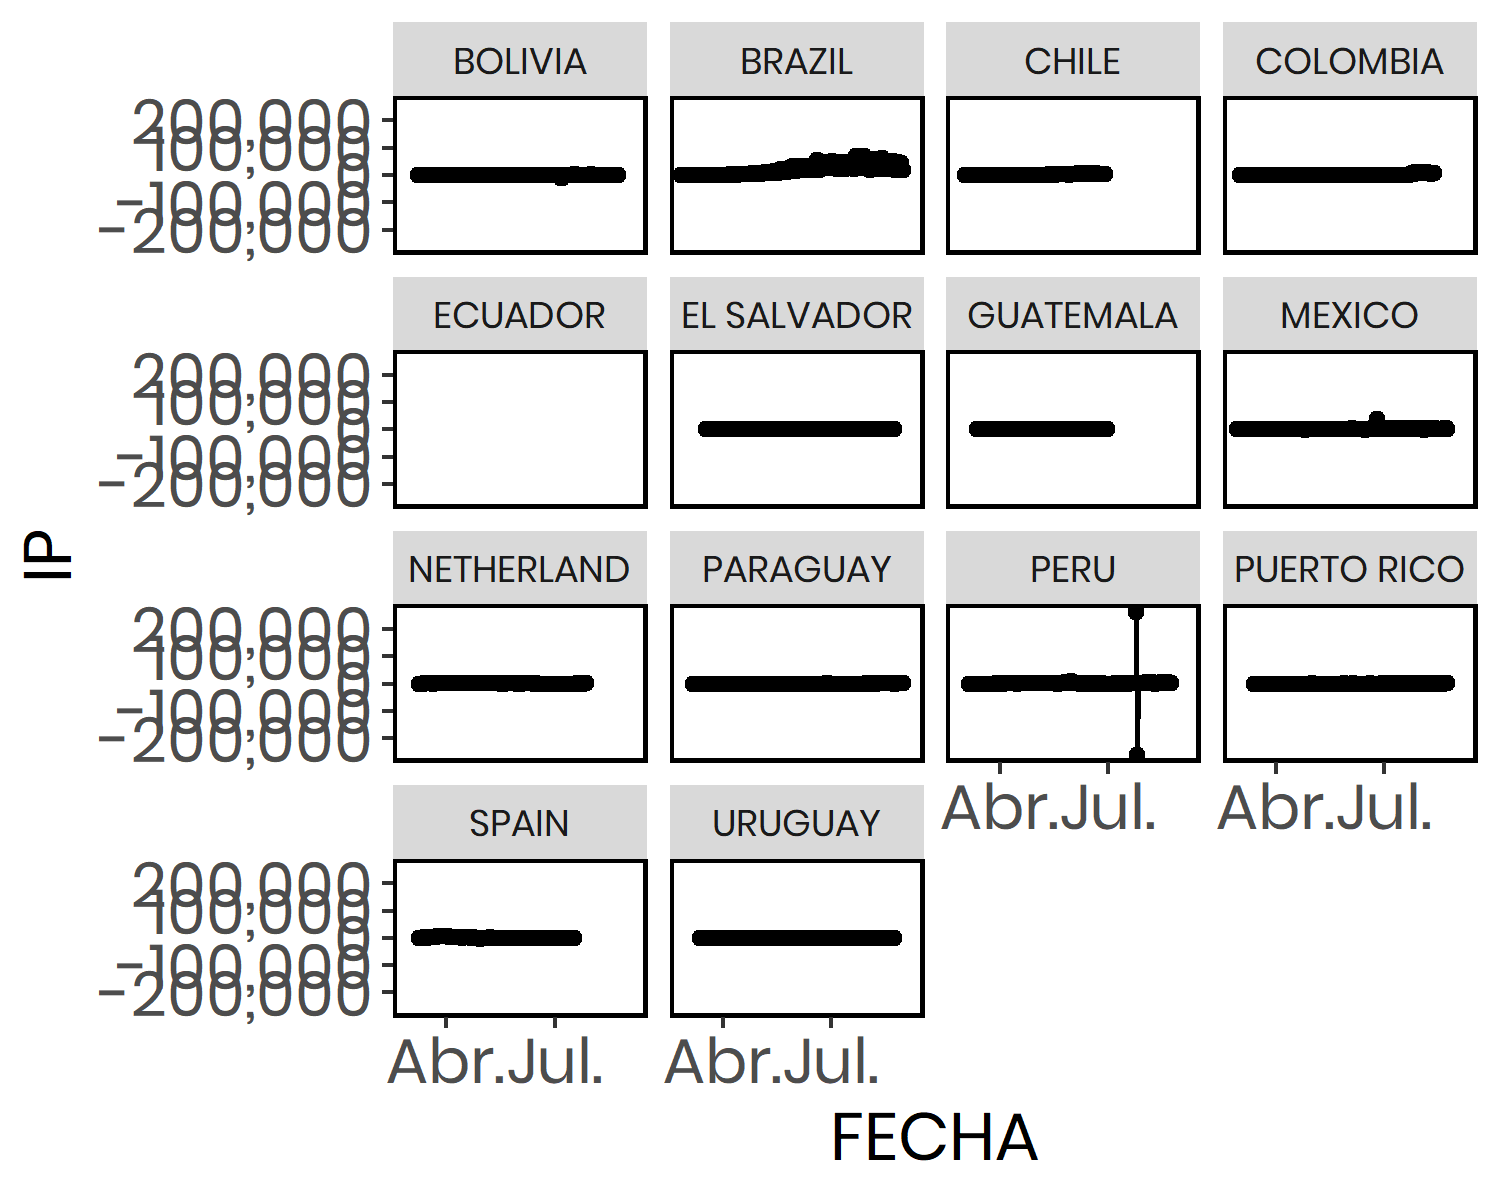 BOLIVIA BRAZIL CHILE COLOMBIA
200,000
100,000
0
-100,000
-200,000
ECUADOR EL SALVADOR GUATEMALA MEXICO
200,000
100,000
0
-100,000
-200,000
IP
NETHERLAND PARAGUAY PERU PUERTO RICO
200,000
100,000
0
-100,000
-200,000
Abr. Jul. Abr. Jul.
SPAIN URUGUAY
200,000
100,000
0
-100,000
-200,000
Abr. Jul. Abr. Jul.
FECHA